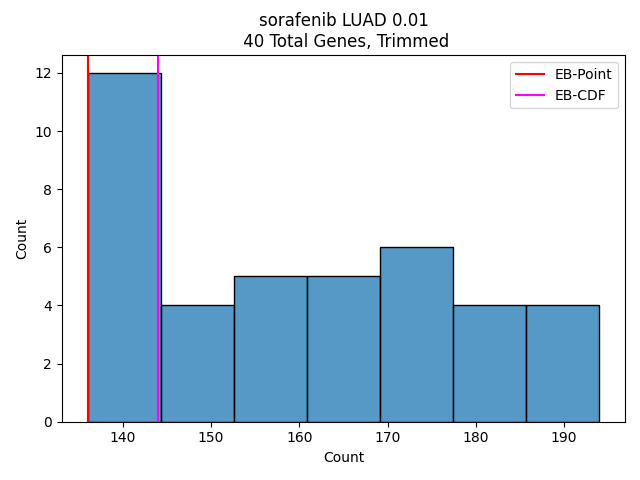 sorafenib LUAD 0.01
40 Total Genes, Trimmed
EB-Point
EB-CDF
Count
12
10
8
6
4
2
0
140 150 160 170 180 190
Count